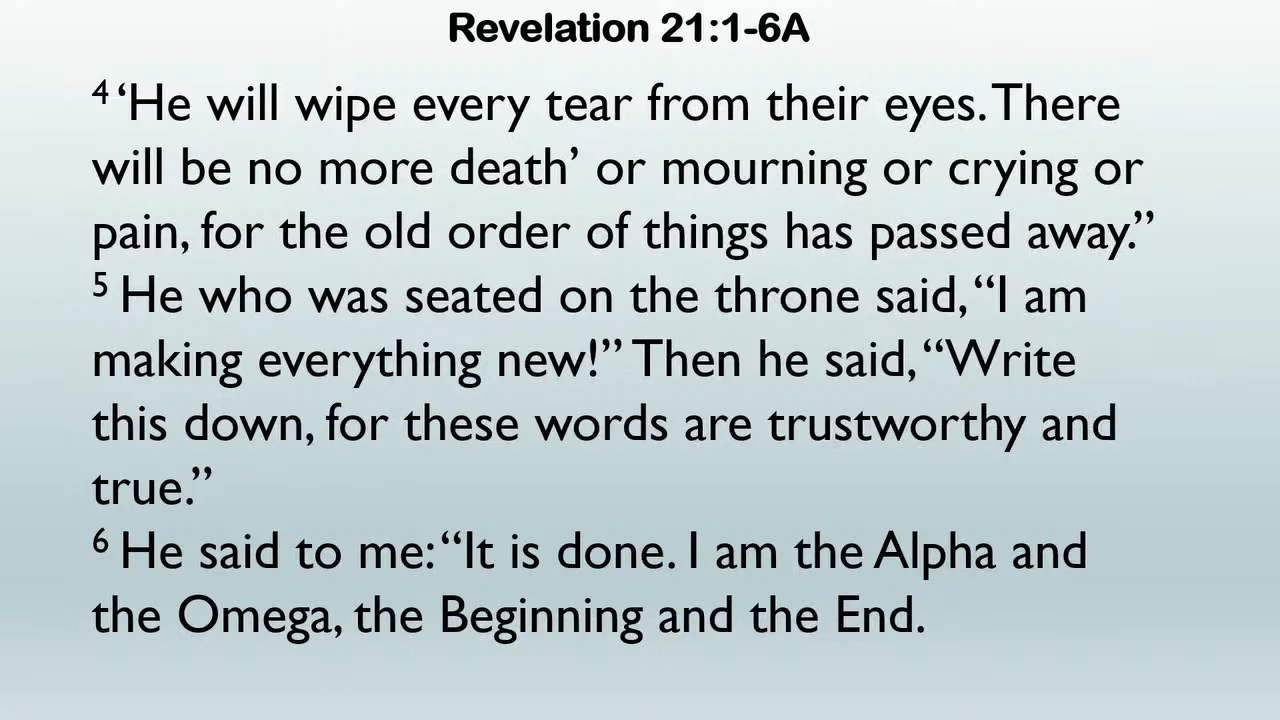 Revelation 21:1-6A
⁴ ‘He will wipe every tear from their eyes. There
will be no more death’ or mourning or crying or
pain, for the old order of things has passed away.”
⁵ He who was seated on the throne said, “I am
making everything new!” Then he said, “Write
this down, for these words are trustworthy and
true.”
⁶ He said to me: “It is done. I am the Alpha and
the Omega, the Beginning and the End.